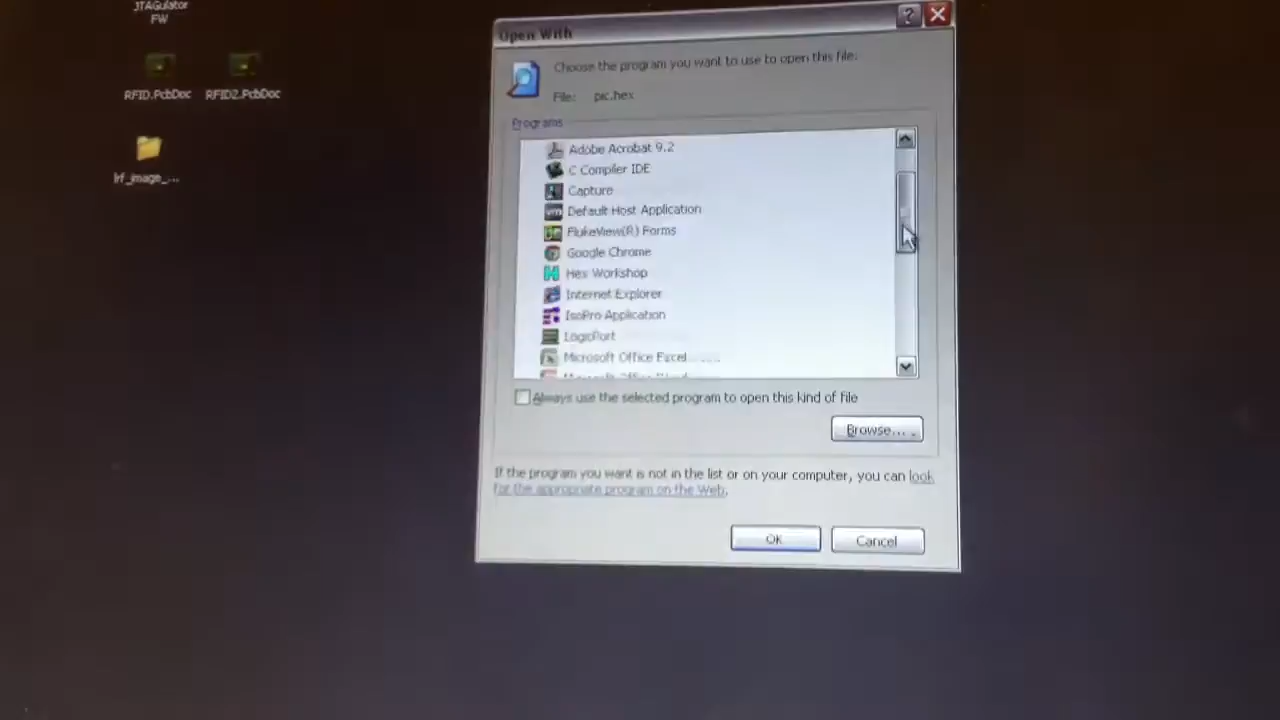 JTAGulator
FW
RFID.PcbDoc
RFID2.PcbDoc
lrf_image_...
Open With
Choose the program you want to use to open this file:
File: pic.hex
Programs
Adobe Acrobat 9.2
C Compiler IDE
Capture
Default Host Application
FlukeView(R) Forms
Google Chrome
Hex Workshop
Internet Explorer
IsoPro Application
LogicPort
Microsoft Office Excel
Microsoft Office
Always use the selected program to open this kind of file
Browse...
If the program you want is not in the list or on your computer, you can look
for the appropriate program on the Web.
OK
Cancel